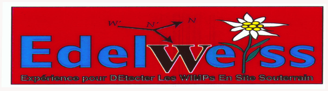 W N N
Edelweiss
Expérience pour DEtecter Les WIMPs En Site Souterrain